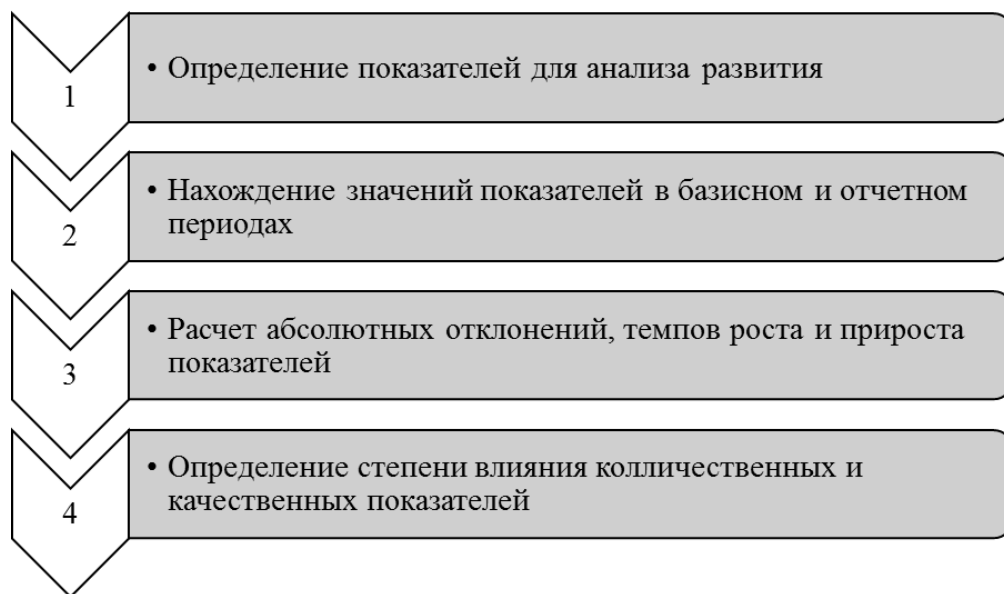 1
• Определение показателей для анализа развития
2
• Нахождение значений показателей в базисном и отчетном
периодах
3
• Расчет абсолютных отклонений, темпов роста и прироста
показателей
4
• Определение степени влияния колличественных и
качественных показателей